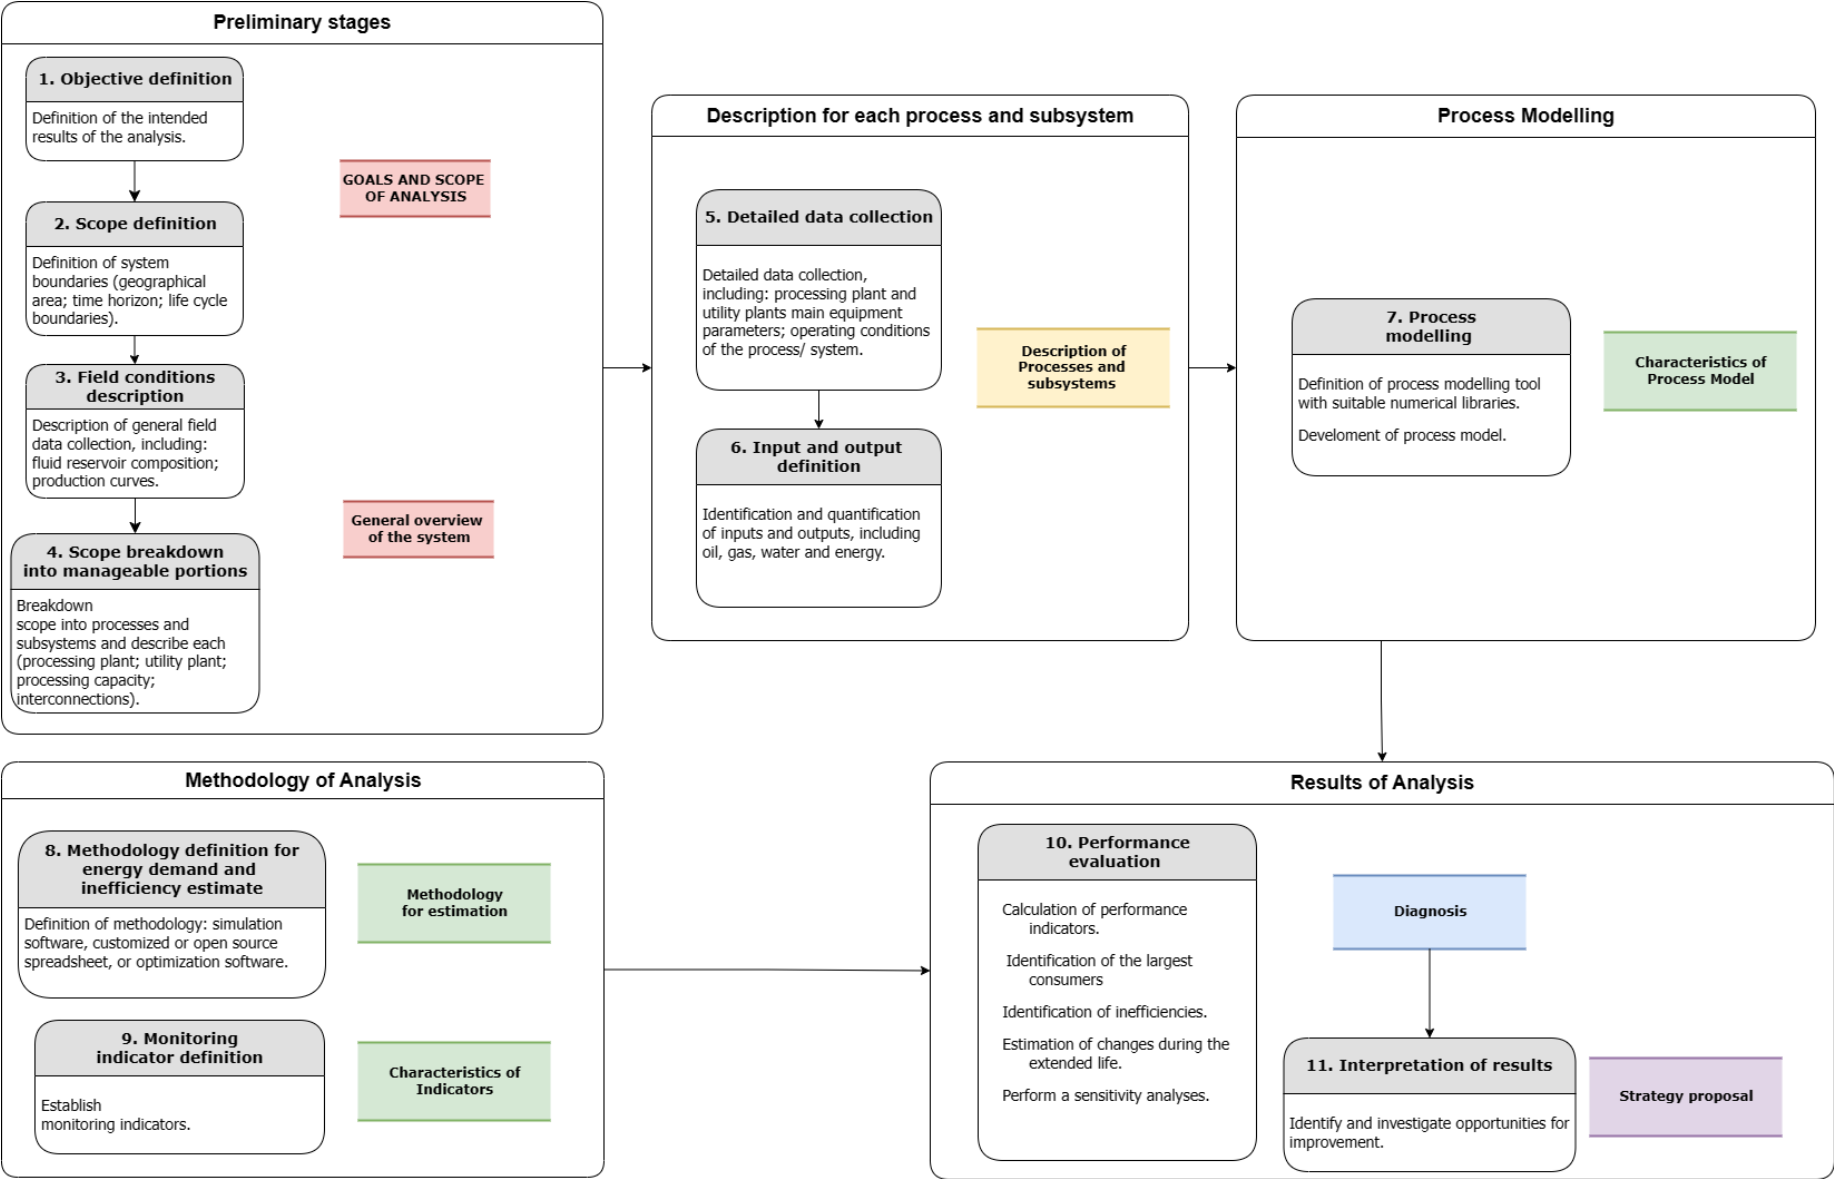 Preliminary stages
1. Objective definition
Definition of the intended
results of the analysis.
GOALS AND SCOPE
OF ANALYSIS
2. Scope definition
Definition of system
boundaries (geographical
area; time horizon; life cycle
boundaries).
3. Field conditions
description
Description of general field
data collection, including:
fluid reservoir composition;
production curves.
General overview
of the system
4. Scope breakdown
into manageable portions
Breakdown
scope into processes and
subsystems and describe each
(processing plant; utility plant;
processing capacity;
interconnections).
Description for each process and subsystem
5. Detailed data collection
Detailed data collection,
including: processing plant and
utility plants main equipment
parameters; operating conditions
of the process/ system.
Description of
Processes and
subsystems
6. Input and output
definition
Identification and quantification
of inputs and outputs, including
oil, gas, water and energy.
Process Modelling
7. Process
modelling
Definition of process modelling tool
with suitable numerical libraries.
Develoment of process model.
Characteristics of
Process Model
Methodology of Analysis
8. Methodology definition for
energy demand and
inefficiency estimate
Definition of methodology: simulation
software, customized or open source
spreadsheet, or optimization software.
Methodology
for estimation
9. Monitoring
indicator definition
Establish
monitoring indicators.
Characteristics of
Indicators
Results of Analysis
10. Performance
evaluation
Calculation of performance
indicators.
Identification of the largest
consumers
Identification of inefficiencies.
Estimation of changes during the
extended life.
Perform a sensitivity analyses.
Diagnosis
11. Interpretation of results
Identify and investigate opportunities for
improvement.
Strategy proposal